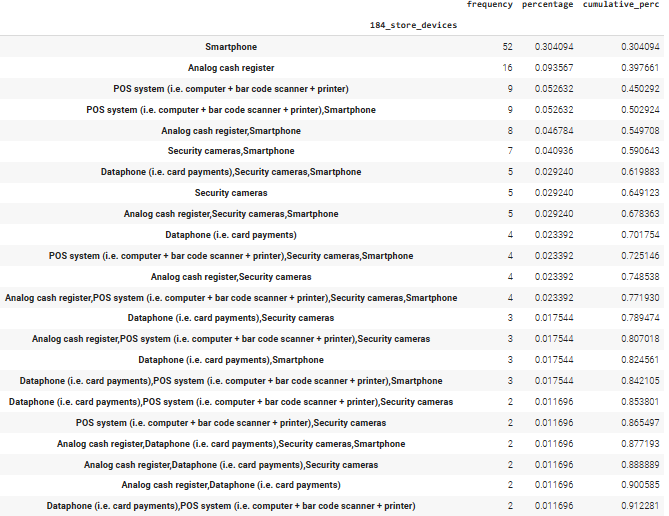 frequency percentage cumulative_perc
184_store_devices
Smartphone 52 0.304094 0.304094
Analog cash register 16 0.093567 0.397661
POS system (i.e. computer + bar code scanner + printer) 9 0.052632 0.450292
POS system (i.e. computer + bar code scanner + printer),Smartphone 9 0.052632 0.502924
Analog cash register,Smartphone 8 0.046784 0.549708
Security cameras,Smartphone 7 0.040936 0.590643
Dataphone (i.e. card payments),Security cameras,Smartphone 5 0.029240 0.619883
Security cameras 5 0.029240 0.649123
Analog cash register,Security cameras,Smartphone 5 0.029240 0.678363
Dataphone (i.e. card payments) 4 0.023392 0.701754
POS system (i.e. computer + bar code scanner + printer),Security cameras,Smartphone 4 0.023392 0.725146
Analog cash register,Security cameras 4 0.023392 0.748538
Analog cash register,POS system (i.e. computer + bar code scanner + printer),Security cameras,Smartphone 4 0.023392 0.771930
Dataphone (i.e. card payments),Security cameras 3 0.017544 0.789474
Analog cash register,POS system (i.e. computer + bar code scanner + printer),Security cameras 3 0.017544 0.807018
Dataphone (i.e. card payments),Smartphone 3 0.017544 0.824561
Dataphone (i.e. card payments),POS system (i.e. computer + bar code scanner + printer),Smartphone 3 0.017544 0.842105
Dataphone (i.e. card payments),POS system (i.e. computer + bar code scanner + printer),Security cameras 2 0.011696 0.853801
POS system (i.e. computer + bar code scanner + printer),Security cameras 2 0.011696 0.865497
Analog cash register,Dataphone (i.e. card payments),Security cameras,Smartphone 2 0.011696 0.877193
Analog cash register,Dataphone (i.e. card payments),Security cameras 2 0.011696 0.888889
Analog cash register,Dataphone (i.e. card payments) 2 0.011696 0.900585
Dataphone (i.e. card payments),POS system (i.e. computer + bar code scanner + printer) 2 0.011696 0.912281